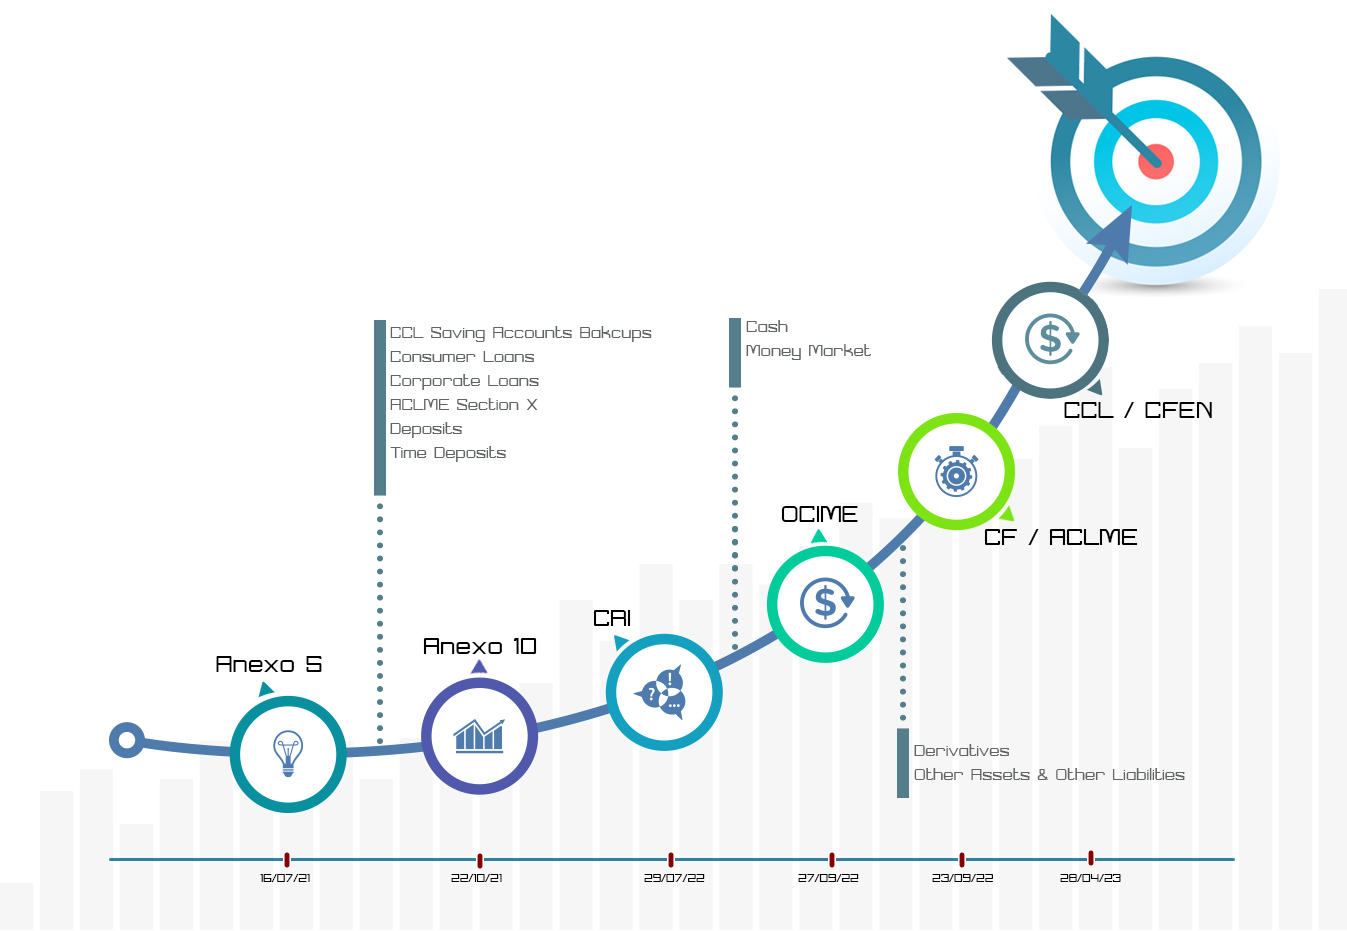 CCL Saving Accounts Bakcups
Consumer Loans
Corporate Loans
ACLME Section X
Deposits
Time Deposits
Cash
Money Market
CCL / CFEN
OCIME
CF / ACLME
CAI
Anexo 10
Anexo 5
! ? ...
Derivatives
Other Assets & Other Liabilities
16/07/21
22/10/21
29/07/22
27/09/22
23/09/22
28/04/23